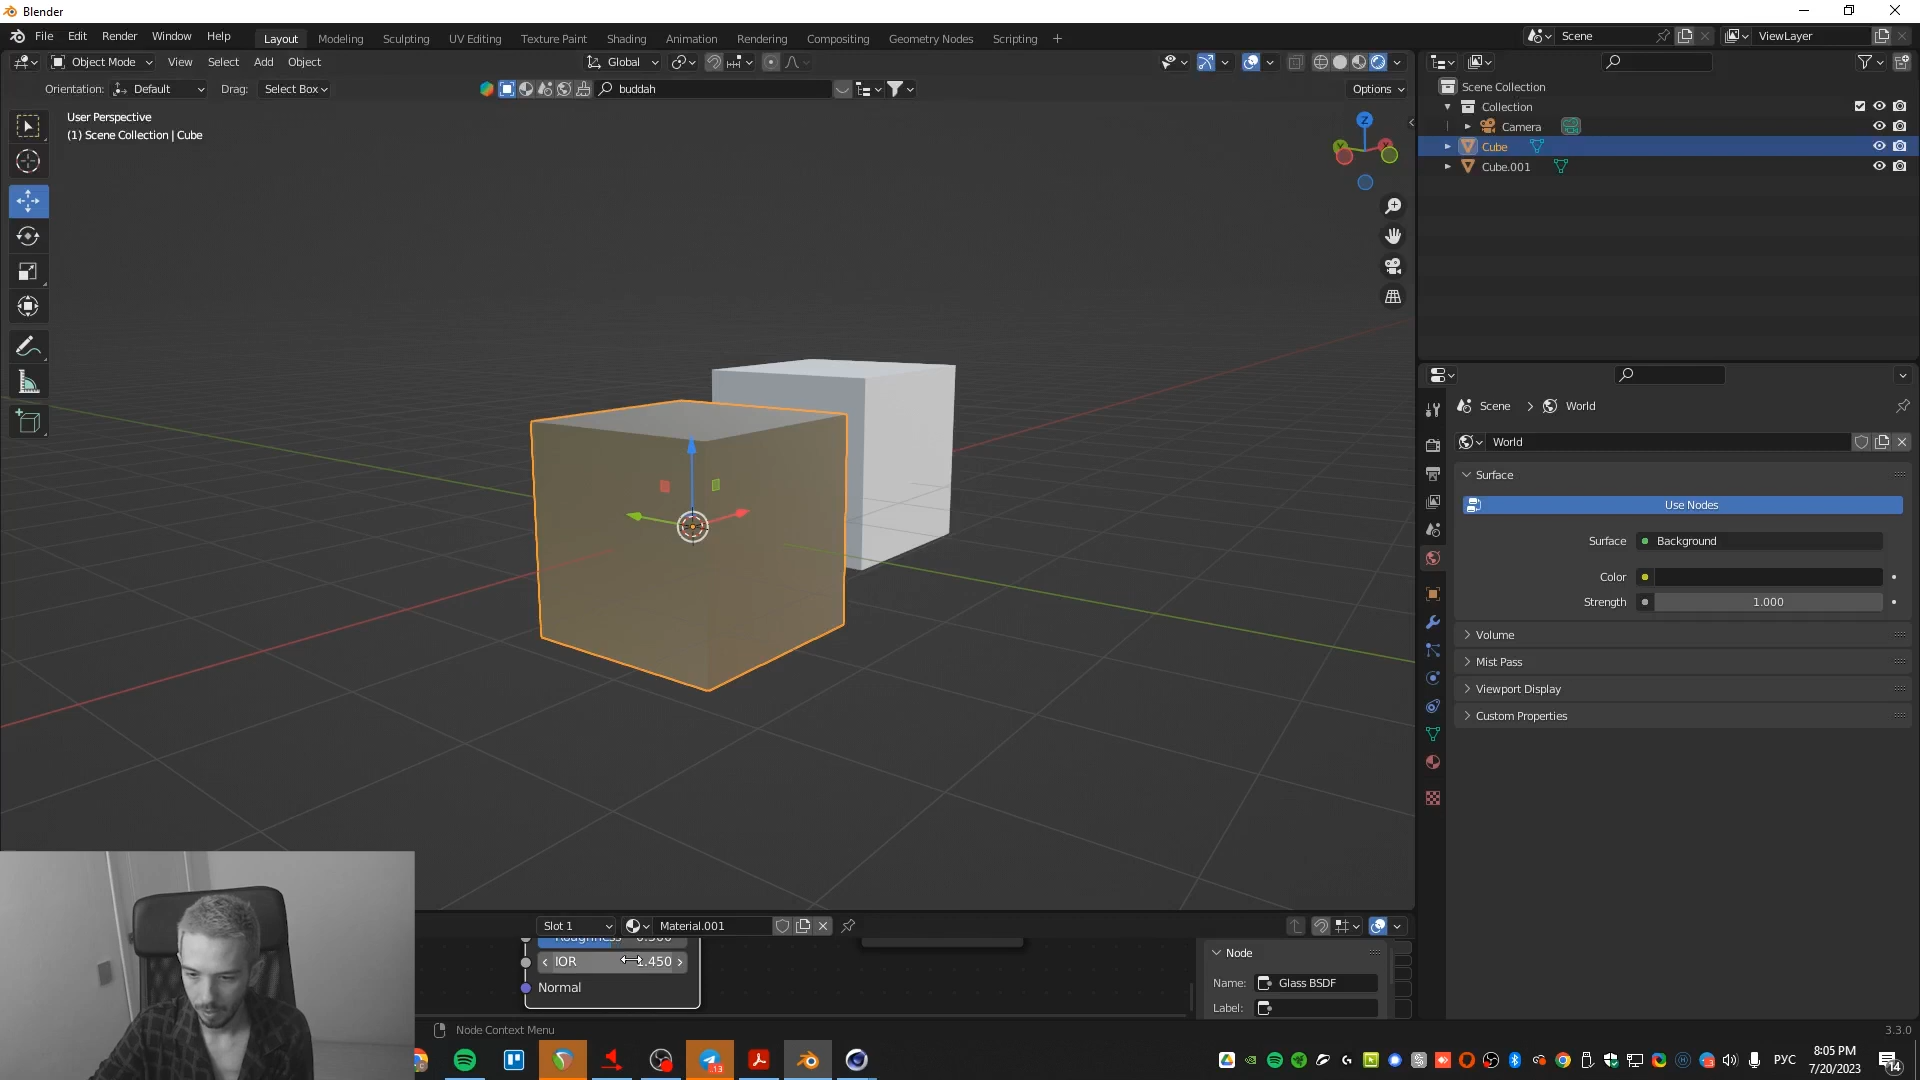 Blender
File Edit Render Window Help
Layout Modeling Sculpting UV Editing Texture Paint Shading Animation Rendering Compositing Geometry Nodes Scripting +
Scene
ViewLayer
Object Mode View Select Add Object
Global
Orientation: Default Drag: Select Box
buddah
Options
User Perspective
(1) Scene Collection | Cube
Z
Scene Collection
Collection
Camera
Cube
Cube.001
Scene > World
World
Surface
Use Nodes
Surface Background
Color
Strength 1.000
Volume
Mist Pass
Viewport Display
Custom Properties
Slot 1 Material.001
IOR 1.450
Normal
Node
Name: Glass BSDF
Label:
Node Context Menu
3.3.0
РУС
8:05 PM
7/20/2023
13
14